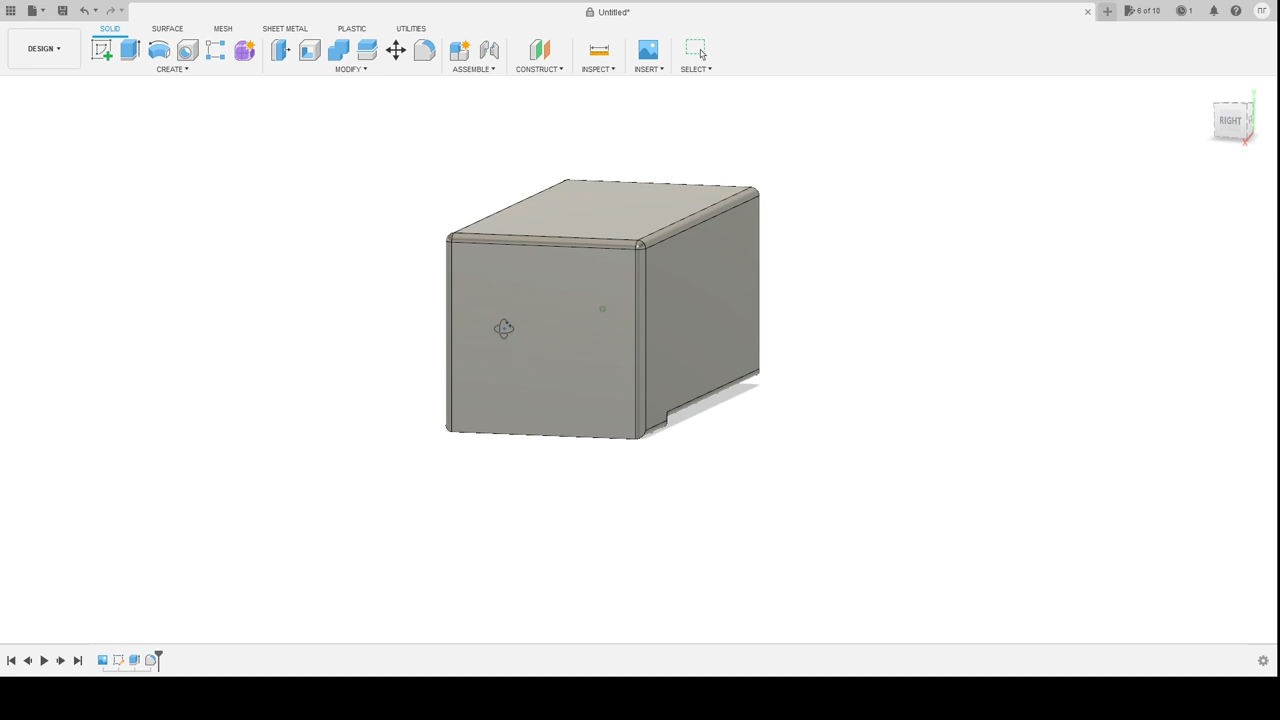 Untitled*
6 of 10
1
ПГ
SOLID
SURFACE
MESH
SHEET METAL
PLASTIC
UTILITIES
DESIGN
CREATE
MODIFY
ASSEMBLE
CONSTRUCT
INSPECT
INSERT
SELECT
Y
RIGHT
X